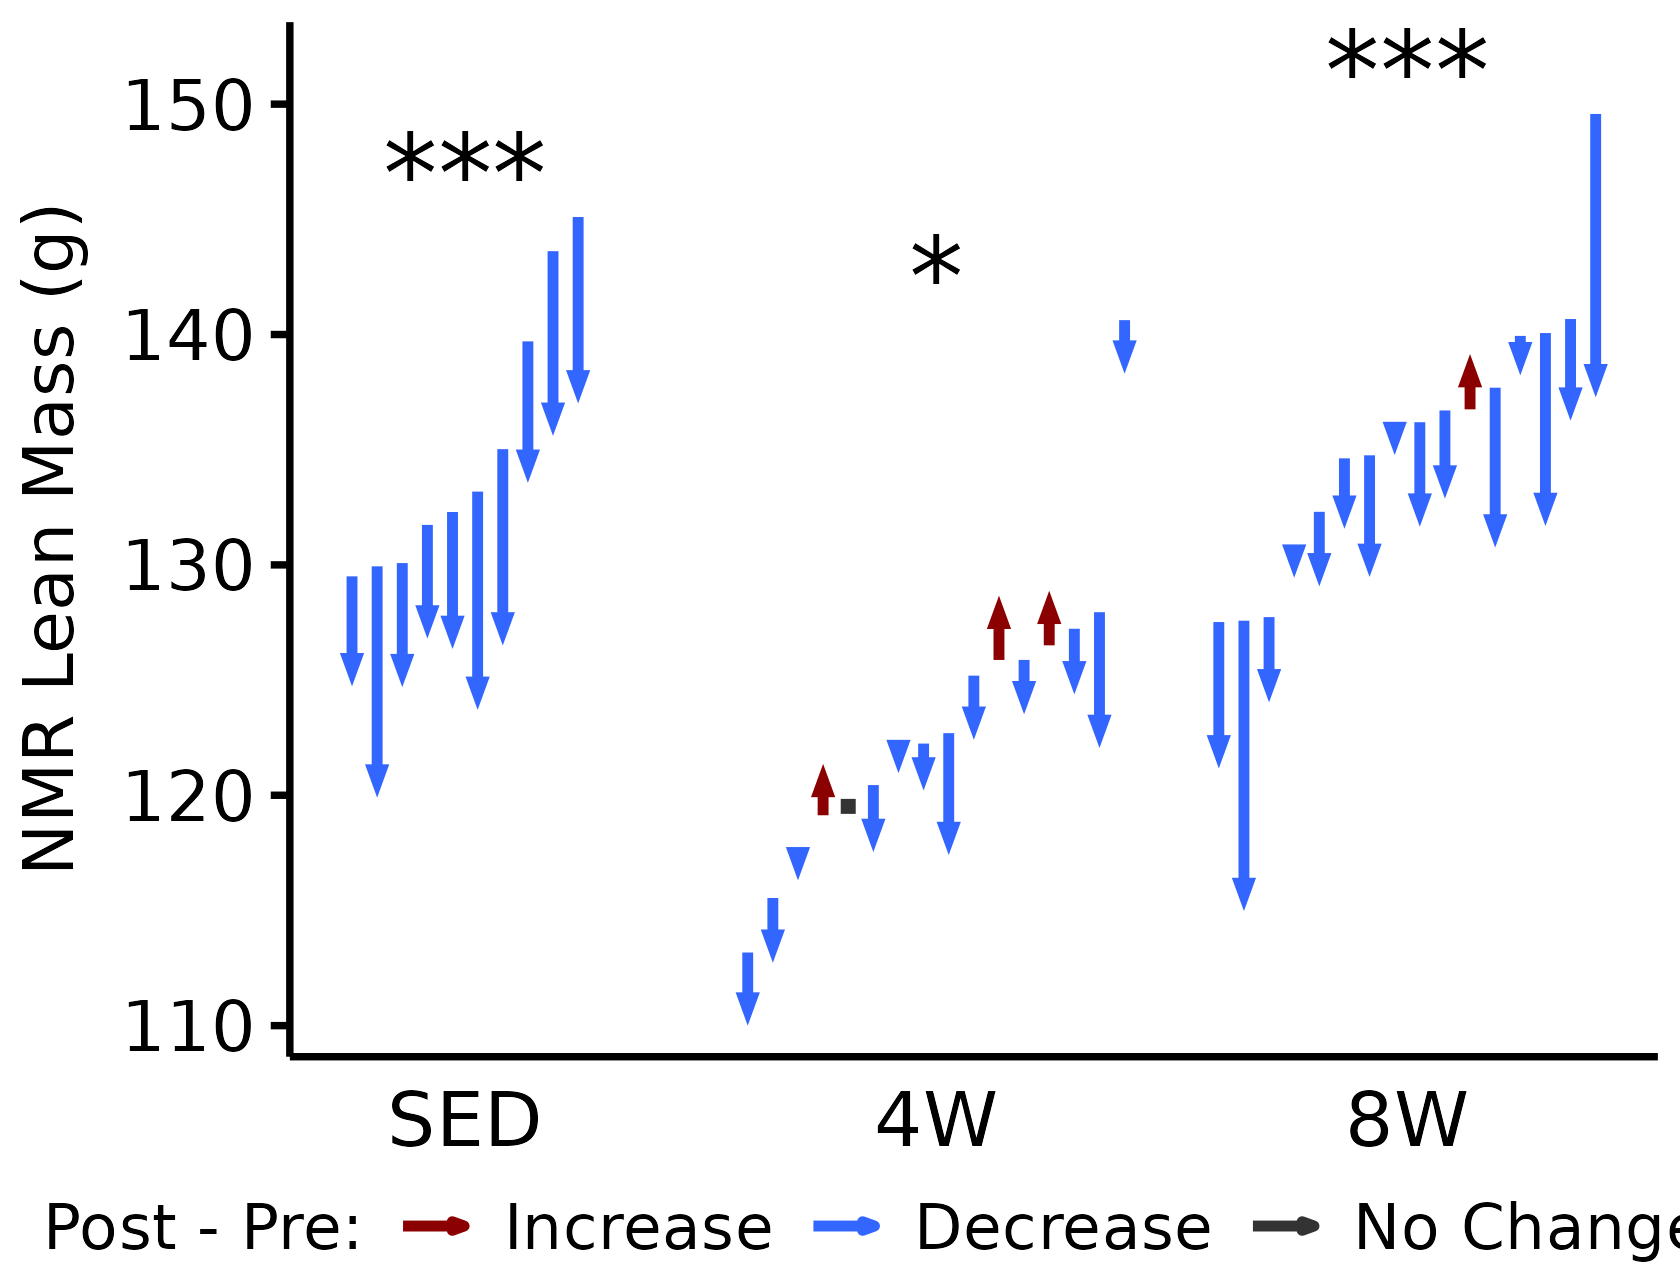 NMR Lean Mass (g)
150
140
130
120
110
***
*
***
SED
4W
8W
Post - Pre: Increase Decrease No Change